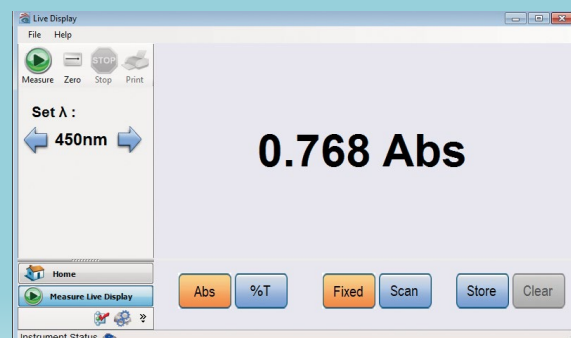 Live Display
File Help
STOP
Measure Zero Stop Print
Set λ :
450nm
0.768 Abs
Home
Measure Live Display
Abs %T Fixed Scan Store Clear
Instrument Status